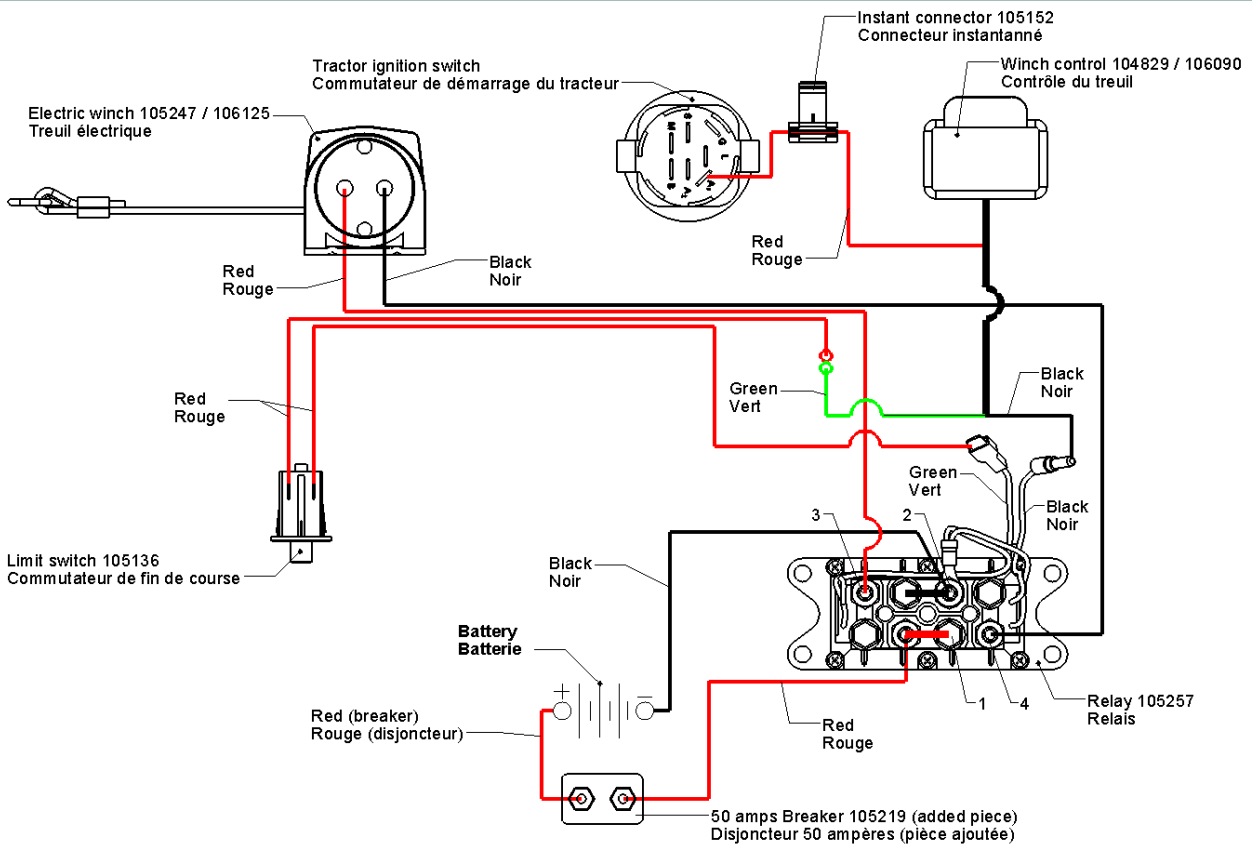 Instant connector 105152
Connecteur instantanné
Tractor ignition switch
Commutateur de démarrage du tracteur
Winch control 104829 / 106090
Contrôle du treuil
Electric winch 105247 / 106125
Treuil électrique
S
M
G
L
A₁
A₂
B
Red
Rouge
Red
Rouge
Black
Noir
Red
Rouge
Green
Vert
Black
Noir
Green
Vert
Black
Noir
3
2
Limit switch 105136
Commutateur de fin de course
Black
Noir
Battery
Batterie
+
−
1
4
Relay 105257
Relais
Red (breaker)
Rouge (disjoncteur)
Red
Rouge
50 amps Breaker 105219 (added piece)
Disjoncteur 50 ampères (pièce ajoutée)